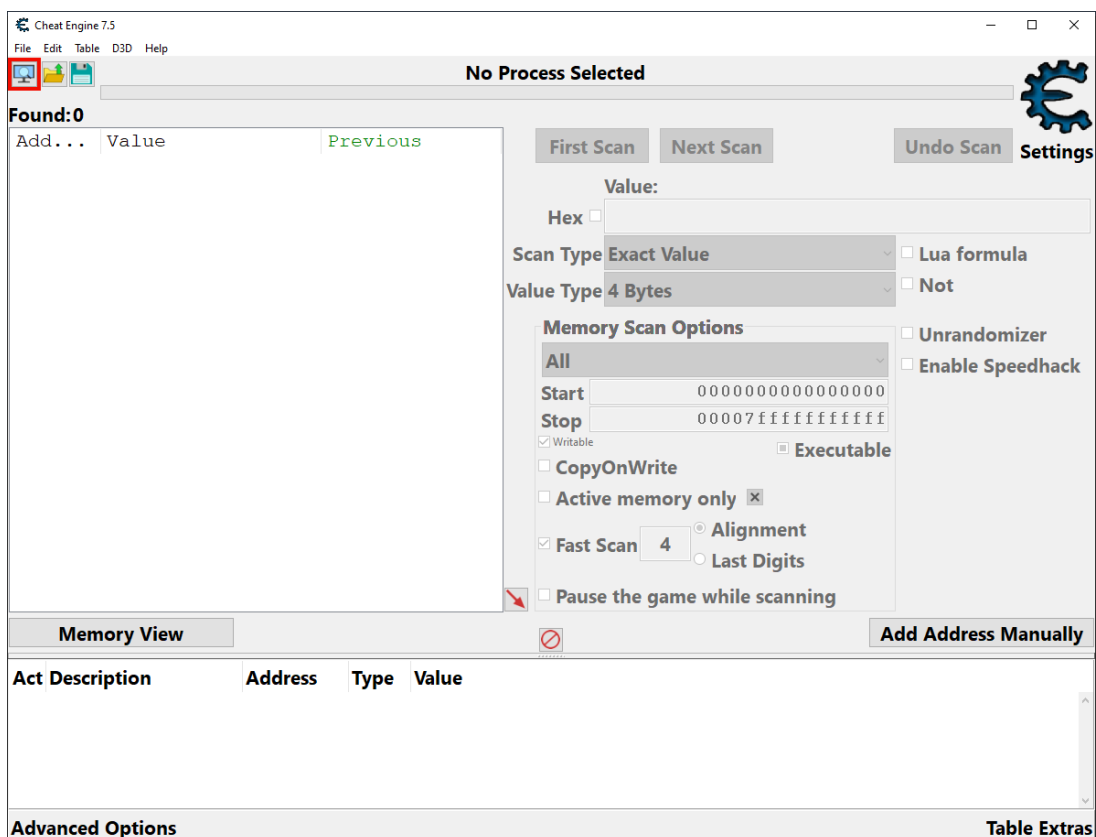 Cheat Engine 7.5
File Edit Table D3D Help
No Process Selected
Found:0
Add... Value Previous
First Scan Next Scan Undo Scan
Settings
Value:
Hex
Scan Type Exact Value
Lua formula
Value Type 4 Bytes
Not
Memory Scan Options
Unrandomizer
All
Enable Speedhack
Start 0000000000000000
Stop 00007fffffffffff
Writable
Executable
CopyOnWrite
Active memory only
Fast Scan 4
Alignment
Last Digits
Pause the game while scanning
Memory View
Add Address Manually
Act Description Address Type Value
Advanced Options
Table Extras